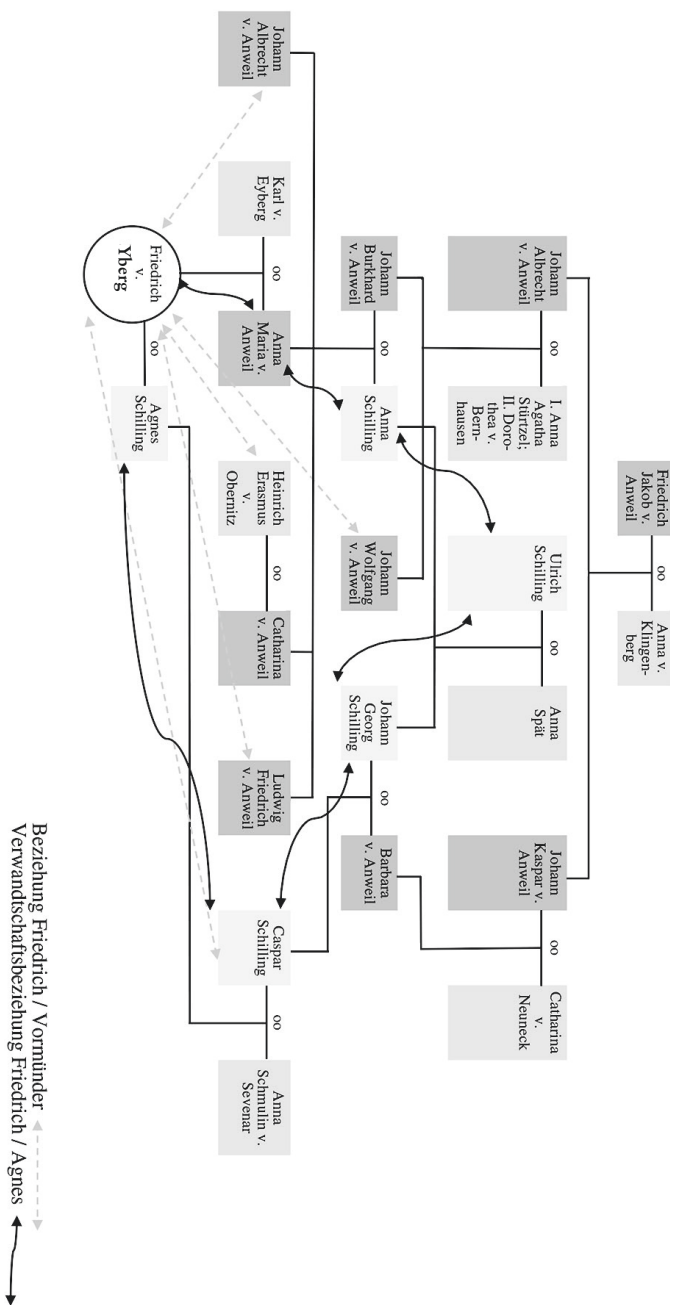 Friedrich
Jakob v.
Anweil
oo
Anna v.
Klingen-
berg
Johann
Albrecht
v. Anweil
oo
I. Anna
Agatha
Stürtzel;
II. Doro-
thea v.
Bern-
hausen
Ulrich
Schilling
oo
Anna
Spät
Johann
Kaspar v.
Anweil
oo
Catharina
v.
Neuneck
Johann
Burkhard
v. Anweil
oo
Anna
Schilling
Johann
Wolfgang
v. Anweil
Johann
Georg
Schilling
oo
Barbara
v. Anweil
Johann
Albrecht
v. Anweil
Karl v.
Eyberg
oo
Anna
Maria v.
Anweil
Heinrich
Erasmus
v.
Obernitz
oo
Catharina
v. Anweil
Ludwig
Friedrich
v. Anweil
Caspar
Schilling
oo
Anna
Schmulin v.
Sevenar
Friedrich
v.
Yberg
oo
Agnes
Schilling
Beziehung Friedrich / Vormünder
Verwandtschaftsbeziehung Friedrich / Agnes